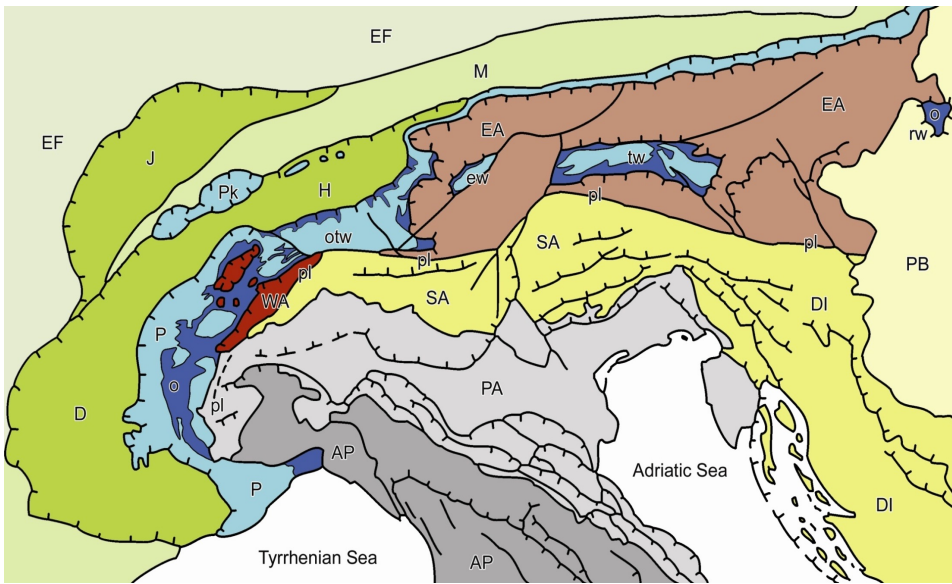 EF
M
EF
EA
EA
o
rw
J
tw
ew
Pk
H
pl
otw
SA
pl
pl
pl
PB
WA
SA
DI
P
o
PA
D
pl
AP
Adriatic Sea
P
DI
Tyrrhenian Sea
AP